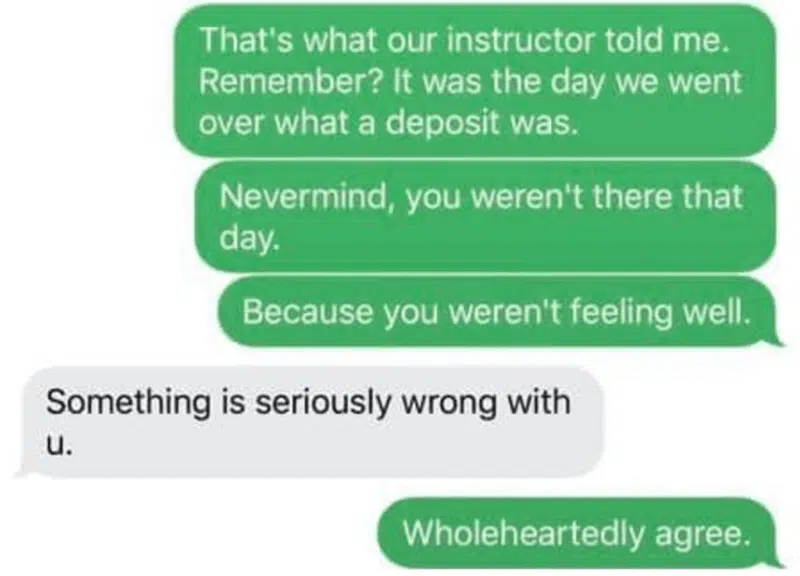 That's what our instructor told me.
Remember? It was the day we went
over what a deposit was.
Nevermind, you weren't there that
day.
Because you weren't feeling well.
Something is seriously wrong with
u.
Wholeheartedly agree.